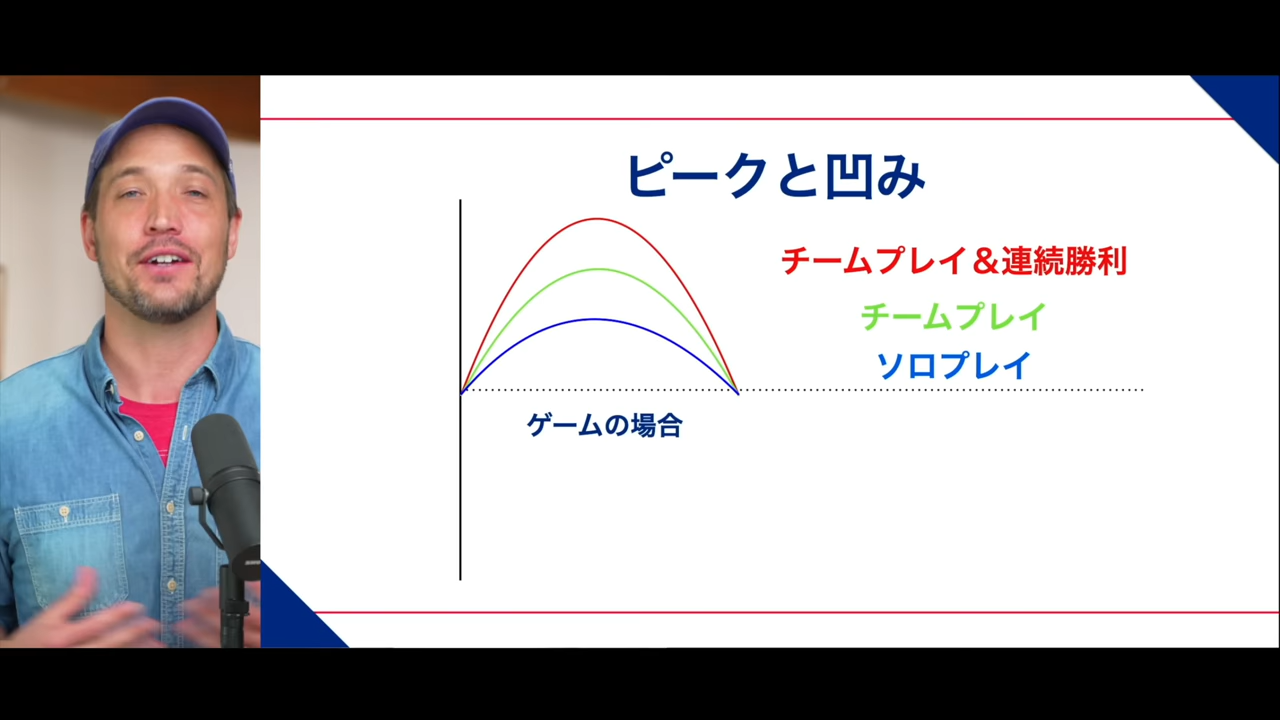 ピークと凹み
チームプレイ＆連続勝利
チームプレイ
ソロプレイ
ゲームの場合